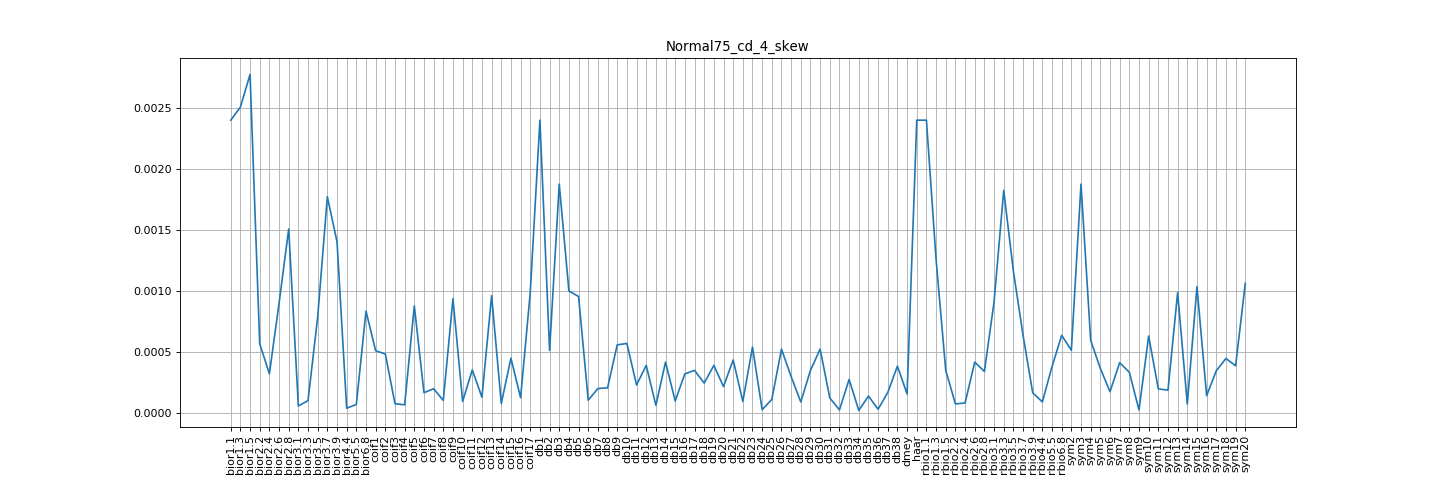 Normal75_cd_4_skew
0.0025
0.0020
0.0015
0.0010
0.0005
0.0000
bior1.1
bior1.3
bior1.5
bior2.2
bior2.4
bior2.6
bior2.8
bior3.1
bior3.3
bior3.5
bior3.7
bior3.9
bior4.4
bior5.5
bior6.8
coif1
coif2
coif3
coif4
coif5
coif6
coif7
coif8
coif9
coif10
coif11
coif12
coif13
coif14
coif15
coif16
coif17
db1
db2
db3
db4
db5
db6
db7
db8
db9
db10
db11
db12
db13
db14
db15
db16
db17
db18
db19
db20
db21
db22
db23
db24
db25
db26
db27
db28
db29
db30
db31
db32
db33
db34
db35
db36
db37
db38
dmey
haar
rbio1.1
rbio1.3
rbio1.5
rbio2.2
rbio2.4
rbio2.6
rbio2.8
rbio3.1
rbio3.3
rbio3.5
rbio3.7
rbio3.9
rbio4.4
rbio5.5
rbio6.8
sym2
sym3
sym4
sym5
sym6
sym7
sym8
sym9
sym10
sym11
sym12
sym13
sym14
sym15
sym16
sym17
sym18
sym19
sym20